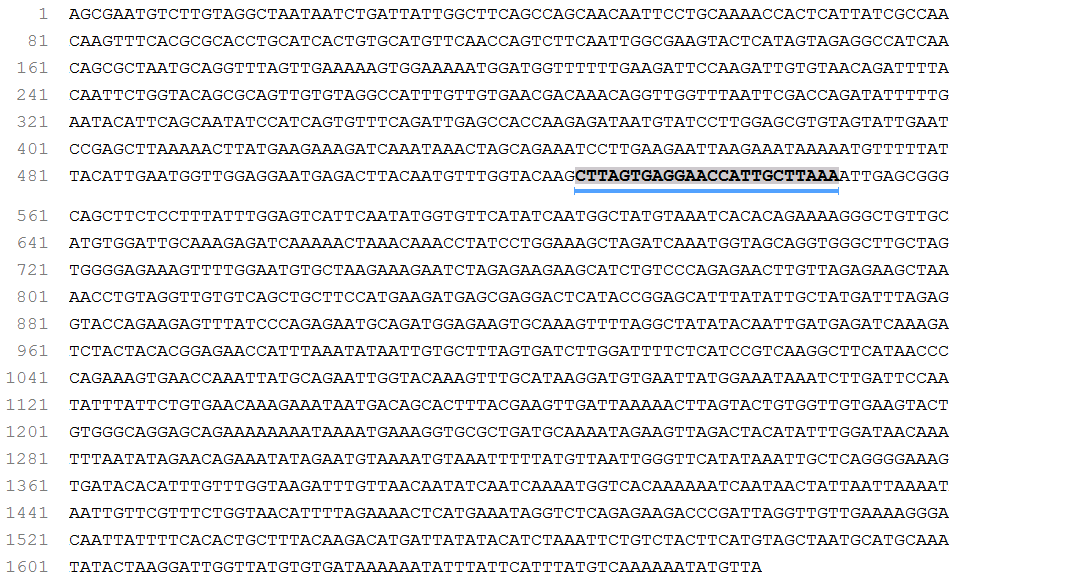 1 AGCGAATGTCTTGTAGGCTAATAATCTGATTATTGGCTTCAGCCAGCAACAATTCCTGCAAAACCACTCATTATCGCCAA
81 CAAGTTTCACGCGCACCTGCATCACTGTGCATGTTCAACCAGTCTTCAATTGGCGAAGTACTCATAGTAGAGGCCATCAA
161 CAGCGCTAATGCAGGTTTAGTTGAAAAAGTGGAAAAATGGATGGTTTTTTGAAGATTCCAAGATTGTGTAACAGATTTTA
241 CAATTCTGGTACAGCGCAGTTGTGTAGGCCATTTGTTGTGAACGACAAACAGGTTGGTTTAATTCGACCAGATATTTTTG
321 AATACATTCAGCAATATCCATCAGTGTTTCAGATTGAGCCACCAAGAGATAATGTATCCTTGGAGCGTGTAGTATTGAAT
401 CCGAGCTTAAAAACTTATGAAGAAAGATCAAATAAACTAGCAGAAATCCTTGAAGAATTAAGAAATAAAAATGTTTTTAT
481 TACATTGAATGGTTGGAGGAATGAGACTTACAATGTTTGGTACAAGCTTAGTGAGGAACCATTGCTTAAAATTGAGCGGG
561 CAGCTTCTCCTTTATTTGGAGTCATTCAATATGGTGTTCATATCAATGGCTATGTAAATCACACAGAAAAGGGCTGTTGC
641 ATGTGGATTGCAAAGAGATCAAAAACTAAACAAACCTATCCTGGAAAGCTAGATCAAATGGTAGCAGGTGGGCTTGCTAG
721 TGGGGAGAAAGTTTTGGAATGTGCTAAGAAAGAATCTAGAGAAGAAGCATCTGTCCCAGAGAACTTGTTAGAGAAGCTAA
801 AACCTGTAGGTTGTGTCAGCTGCTTCCATGAAGATGAGCGAGGACTCATACCGGAGCATTTATATTGCTATGATTTAGAG
881 GTACCAGAAGAGTTTATCCCAGAGAATGCAGATGGAGAAGTGCAAAGTTTTAGGCTATATACAATTGATGAGATCAAAGA
961 TCTACTACACGGAGAACCATTTAAATATAATTGTGCTTTAGTGATCTTGGATTTTCTCATCCGTCAAGGCTTCATAACCC
1041 CAGAAAGTGAACCAAATTATGCAGAATTGGTACAAAGTTTGCATAAGGATGTGAATTATGGAAATAAATCTTGATTCCAA
1121 TATTTATTCTGTGAACAAAGAAATAATGACAGCACTTTACGAAGTTGATTAAAAACTTAGTACTGTGGTTGTGAAGTACT
1201 GTGGGCAGGAGCAGAAAAAAAATAAAATGAAAGGTGCGCTGATGCAAAATAGAAGTTAGACTACATATTTGGATAACAAA
1281 TTTAATATAGAACAGAAATATAGAATGTAAAATGTAAATTTTTATGTTAATTGGGTTCATATAAATTGCTCAGGGGAAAG
1361 TGATACACATTTGTTTGGTAAGATTTGTTAACAATATCAATCAAAATGGTCACAAAAAATCAATAACTATTAATTAAAAT
1441 AATTGTTCGTTTCTGGTAACATTTTAGAAAACTCATGAAATAGGTCTCAGAGAAGACCCGATTAGGTTGTTGAAAAGGGA
1521 CAATTATTTTCACACTGCTTTACAAGACATGATTATATACATCTAAATTCTGTCTACTTCATGTAGCTAATGCATGCAAA
1601 TATACTAAGGATTGGTTATGTGTGATAAAAAATATTTATTCATTTATGTCAAAAAATATGTTA